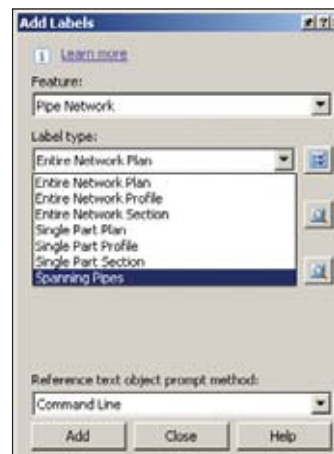 Add Labels
Learn more
Feature:
Pipe Network
Label type:
Entire Network Plan
Entire Network Plan
Entire Network Profile
Entire Network Section
Single Part Plan
Single Part Profile
Single Part Section
Spanning Pipes
Reference text object prompt method:
Command Line
Add Close Help